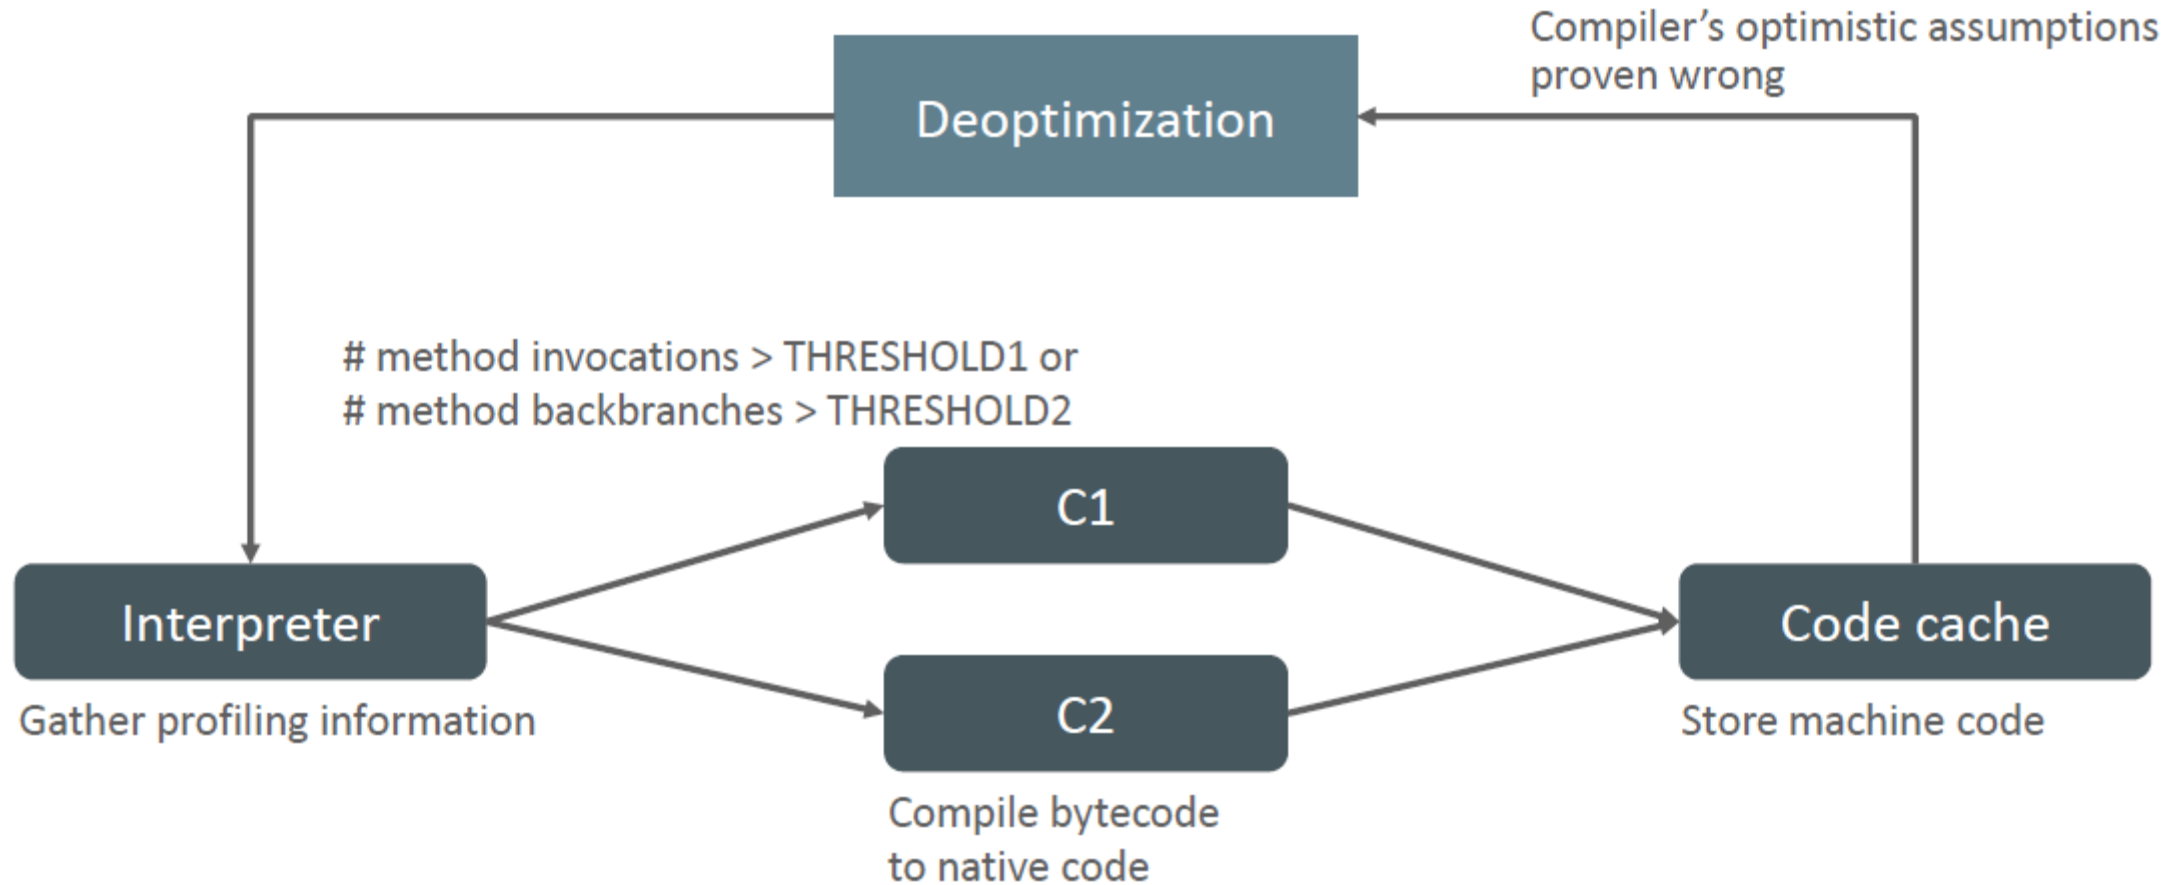 Compiler’s optimistic assumptions
proven wrong
Deoptimization
# method invocations > THRESHOLD1 or
# method backbranches > THRESHOLD2
C1
Interpreter
Code cache
Gather profiling information
C2
Store machine code
Compile bytecode
to native code